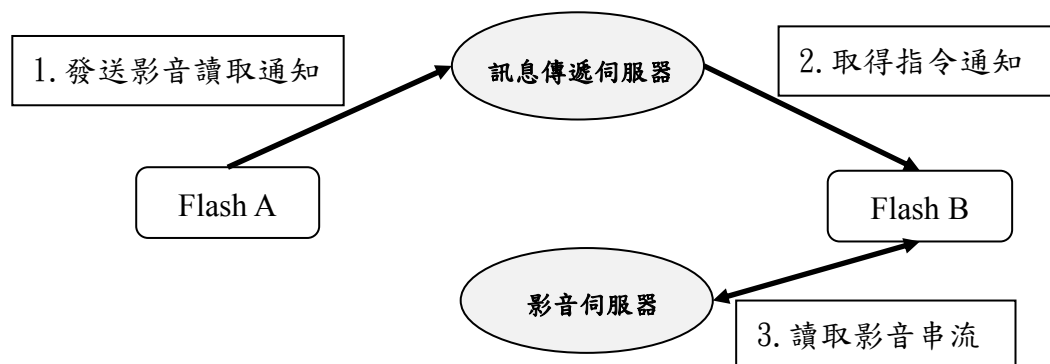 1.發送影音讀取通知
訊息傳遞伺服器
2.取得指令通知
Flash A
Flash B
影音伺服器
3.讀取影音串流